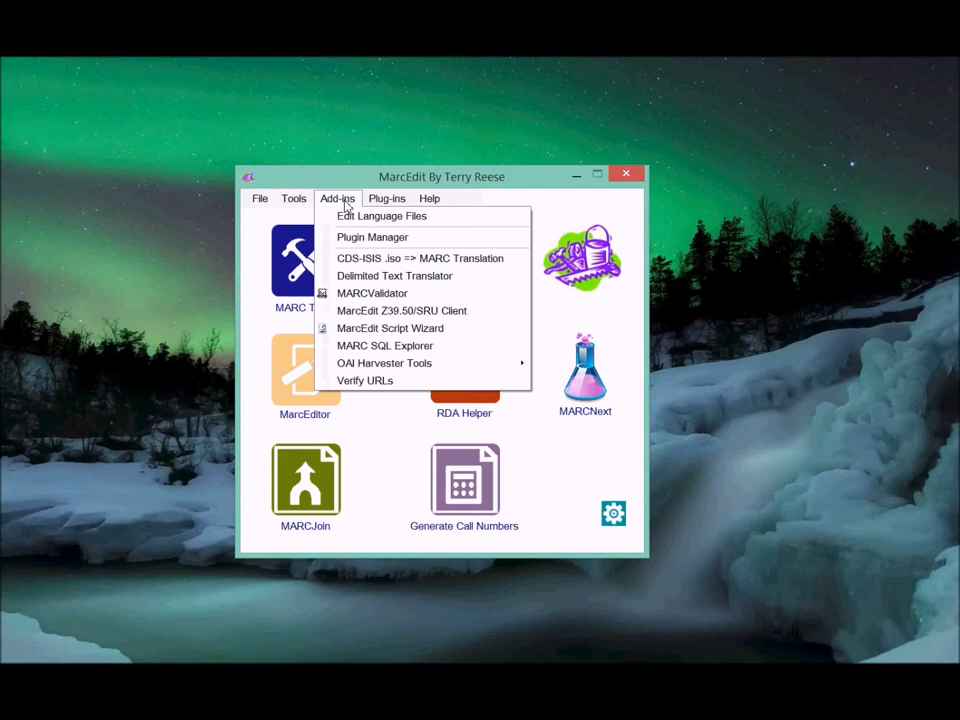 MarcEdit By Terry Reese
File Tools Add-ins Plug-ins Help
Edit Language Files
Plugin Manager
CDS-ISIS .iso => MARC Translation
Delimited Text Translator
MARCValidator
MarcEdit Z39.50/SRU Client
MarcEdit Script Wizard
MARC SQL Explorer
OAI Harvester Tools
Verify URLs
MARC T
MarcEditor
RDA Helper
MARCNext
MARCJoin
Generate Call Numbers